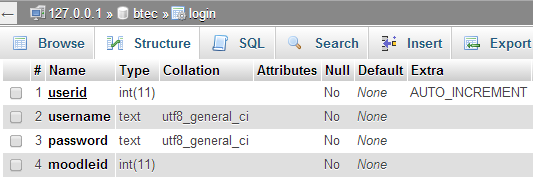 127.0.0.1 » btec » login
Browse Structure SQL Search Insert Export
# Name Type Collation Attributes Null Default Extra
1 userid int(11) No None AUTO_INCREMENT
2 username text utf8_general_ci No None
3 password text utf8_general_ci No None
4 moodleid int(11) No None